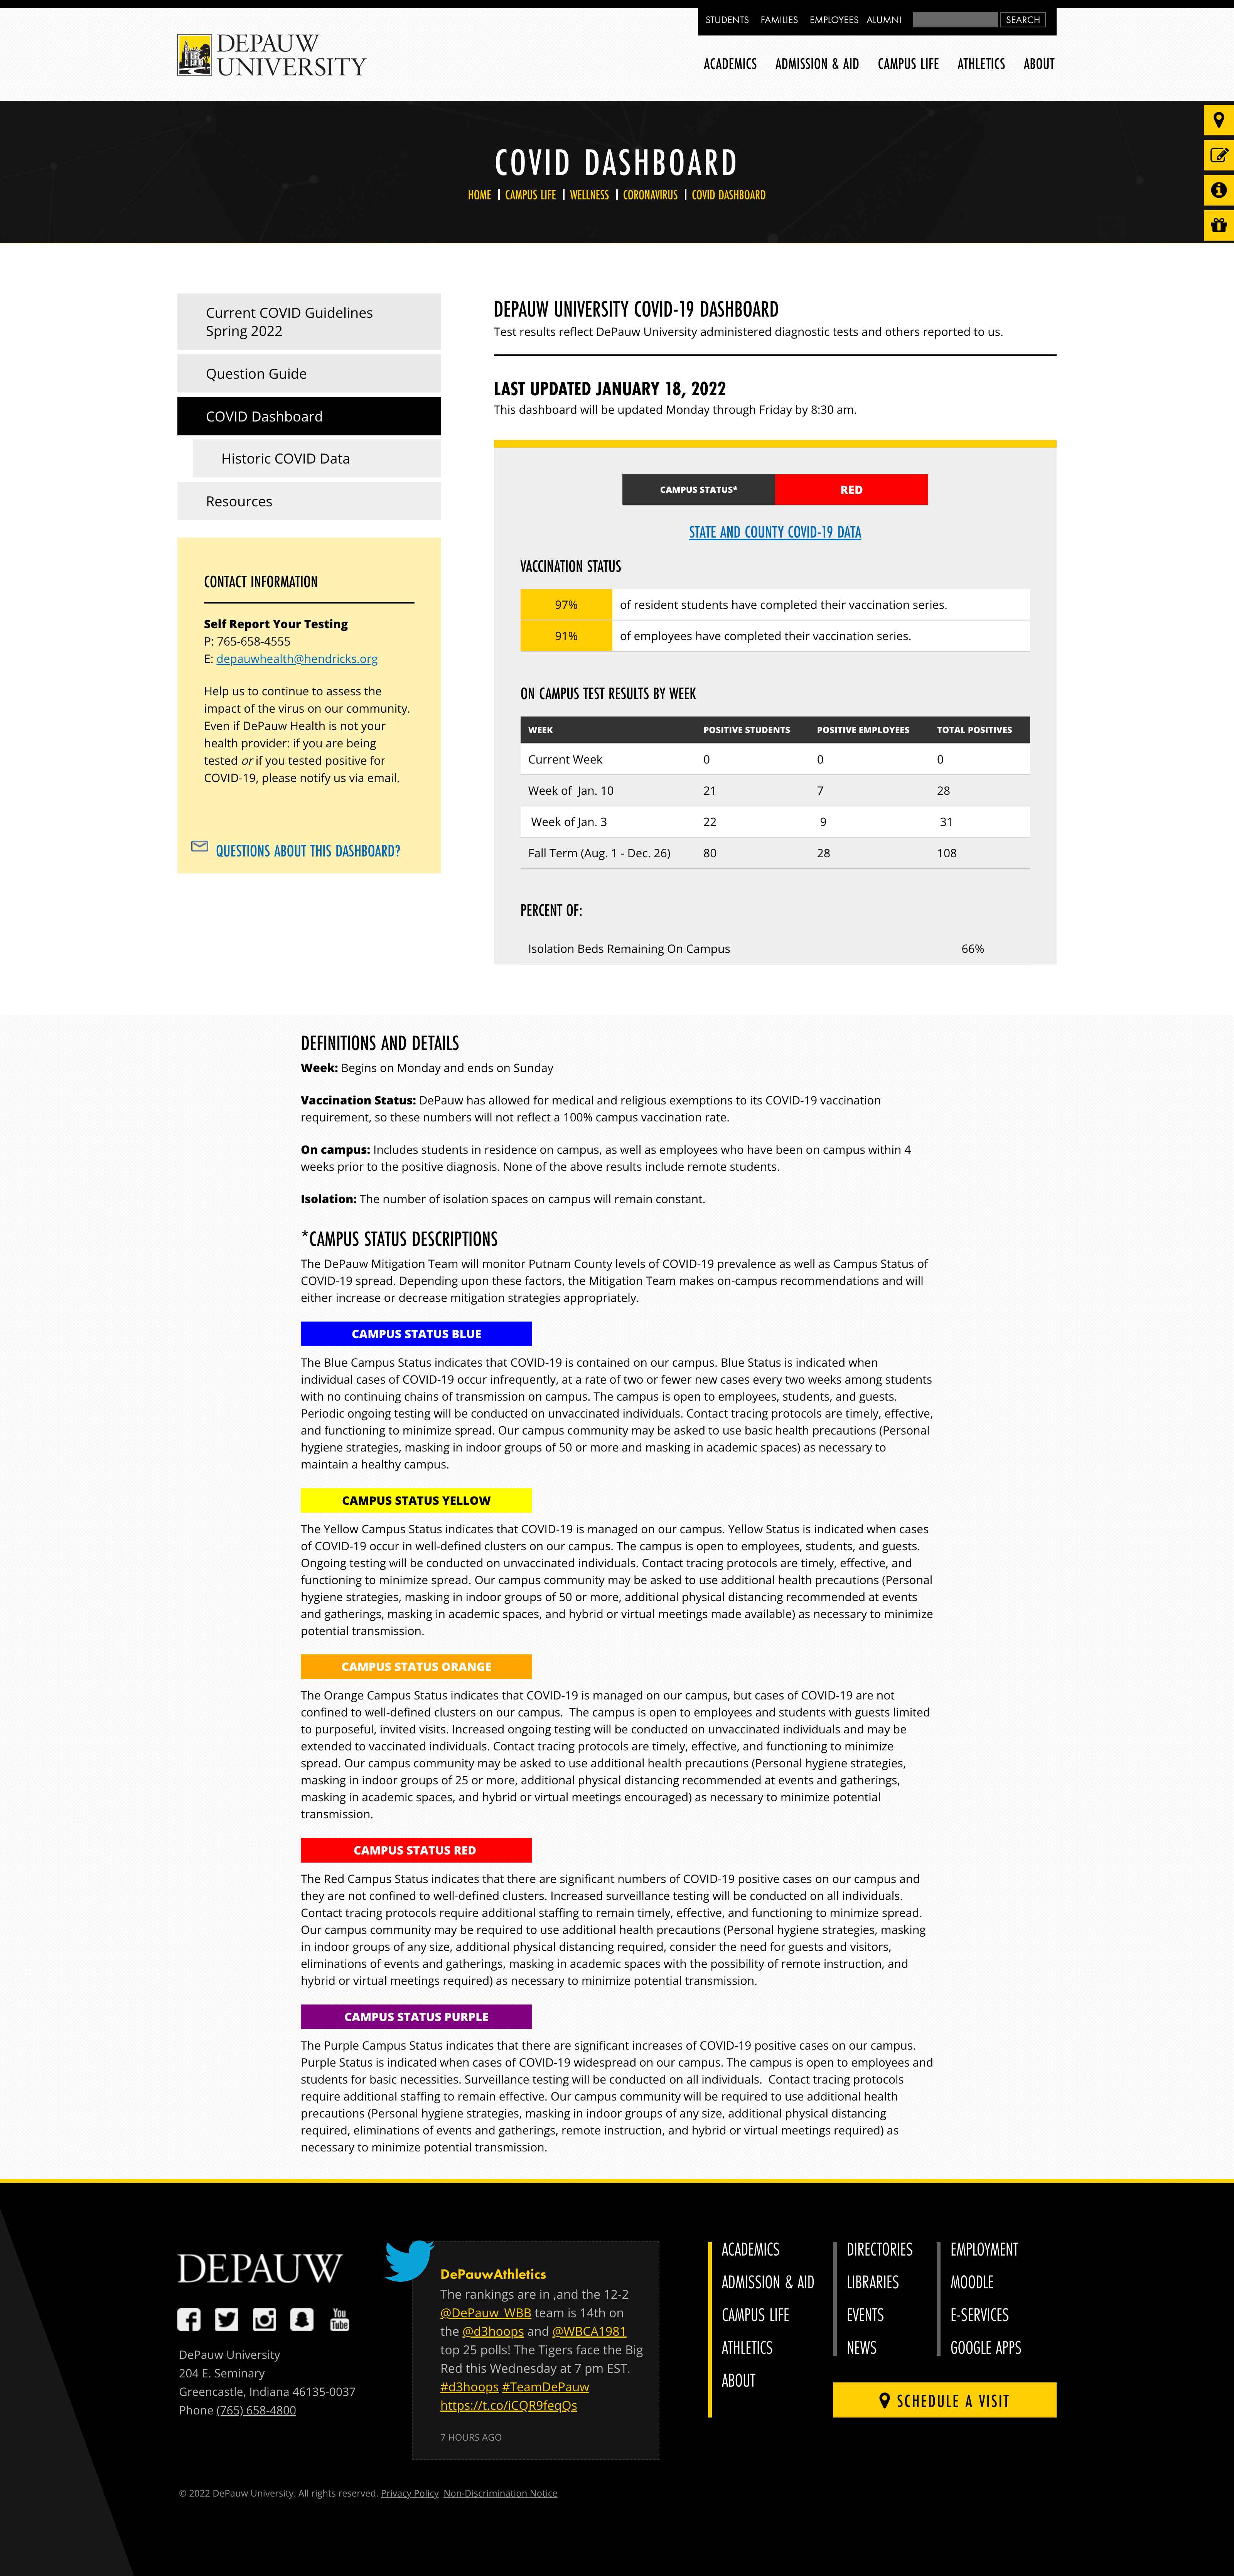 STUDENTS FAMILIES EMPLOYEES ALUMNI SEARCH
DEPAUW
UNIVERSITY
ACADEMICS ADMISSION & AID CAMPUS LIFE ATHLETICS ABOUT
COVID DASHBOARD
HOME | CAMPUS LIFE | WELLNESS | CORONAVIRUS | COVID DASHBOARD
Current COVID Guidelines
Spring 2022
Question Guide
COVID Dashboard
Historic COVID Data
Resources
CONTACT INFORMATION
Self Report Your Testing
P: 765-658-4555
E: depauwhealth@hendricks.org
Help us to continue to assess the
impact of the virus on our community.
Even if DePauw Health is not your
health provider: if you are being
tested or if you tested positive for
COVID-19, please notify us via email.
QUESTIONS ABOUT THIS DASHBOARD?
DEPAUW UNIVERSITY COVID-19 DASHBOARD
Test results reflect DePauw University administered diagnostic tests and others reported to us.
LAST UPDATED JANUARY 18, 2022
This dashboard will be updated Monday through Friday by 8:30 am.
CAMPUS STATUS* RED
STATE AND COUNTY COVID-19 DATA
VACCINATION STATUS
97% of resident students have completed their vaccination series.
91% of employees have completed their vaccination series.
ON CAMPUS TEST RESULTS BY WEEK
WEEK POSITIVE STUDENTS POSITIVE EMPLOYEES TOTAL POSITIVES
Current Week 0 0 0
Week of Jan. 10 21 7 28
Week of Jan. 3 22 9 31
Fall Term (Aug. 1 - Dec. 26) 80 28 108
PERCENT OF:
Isolation Beds Remaining On Campus 66%
DEFINITIONS AND DETAILS
Week: Begins on Monday and ends on Sunday
Vaccination Status: DePauw has allowed for medical and religious exemptions to its COVID-19 vaccination
requirement, so these numbers will not reflect a 100% campus vaccination rate.
On campus: Includes students in residence on campus, as well as employees who have been on campus within 4
weeks prior to the positive diagnosis. None of the above results include remote students.
Isolation: The number of isolation spaces on campus will remain constant.
*CAMPUS STATUS DESCRIPTIONS
The DePauw Mitigation Team will monitor Putnam County levels of COVID-19 prevalence as well as Campus Status of
COVID-19 spread. Depending upon these factors, the Mitigation Team makes on-campus recommendations and will
either increase or decrease mitigation strategies appropriately.
CAMPUS STATUS BLUE
The Blue Campus Status indicates that COVID-19 is contained on our campus. Blue Status is indicated when
individual cases of COVID-19 occur infrequently, at a rate of two or fewer new cases every two weeks among students
with no continuing chains of transmission on campus. The campus is open to employees, students, and guests.
Periodic ongoing testing will be conducted on unvaccinated individuals. Contact tracing protocols are timely, effective,
and functioning to minimize spread. Our campus community may be asked to use basic health precautions (Personal
hygiene strategies, masking in indoor groups of 50 or more and masking in academic spaces) as necessary to
maintain a healthy campus.
CAMPUS STATUS YELLOW
The Yellow Campus Status indicates that COVID-19 is managed on our campus. Yellow Status is indicated when cases
of COVID-19 occur in well-defined clusters on our campus. The campus is open to employees, students, and guests.
Ongoing testing will be conducted on unvaccinated individuals. Contact tracing protocols are timely, effective, and
functioning to minimize spread. Our campus community may be asked to use additional health precautions (Personal
hygiene strategies, masking in indoor groups of 50 or more, additional physical distancing recommended at events
and gatherings, masking in academic spaces, and hybrid or virtual meetings made available) as necessary to minimize
potential transmission.
CAMPUS STATUS ORANGE
The Orange Campus Status indicates that COVID-19 is managed on our campus, but cases of COVID-19 are not
confined to well-defined clusters on our campus. The campus is open to employees and students with guests limited
to purposeful, invited visits. Increased ongoing testing will be conducted on unvaccinated individuals and may be
extended to vaccinated individuals. Contact tracing protocols are timely, effective, and functioning to minimize
spread. Our campus community may be asked to use additional health precautions (Personal hygiene strategies,
masking in indoor groups of 25 or more, additional physical distancing recommended at events and gatherings,
masking in academic spaces, and hybrid or virtual meetings encouraged) as necessary to minimize potential
transmission.
CAMPUS STATUS RED
The Red Campus Status indicates that there are significant numbers of COVID-19 positive cases on our campus and
they are not confined to well-defined clusters. Increased surveillance testing will be conducted on all individuals.
Contact tracing protocols require additional staffing to remain timely, effective, and functioning to minimize spread.
Our campus community may be required to use additional health precautions (Personal hygiene strategies, masking
in indoor groups of any size, additional physical distancing required, consider the need for guests and visitors,
eliminations of events and gatherings, masking in academic spaces with the possibility of remote instruction, and
hybrid or virtual meetings required) as necessary to minimize potential transmission.
CAMPUS STATUS PURPLE
The Purple Campus Status indicates that there are significant increases of COVID-19 positive cases on our campus.
Purple Status is indicated when cases of COVID-19 widespread on our campus. The campus is open to employees and
students for basic necessities. Surveillance testing will be conducted on all individuals. Contact tracing protocols
require additional staffing to remain effective. Our campus community will be required to use additional health
precautions (Personal hygiene strategies, masking in indoor groups of any size, additional physical distancing
required, eliminations of events and gatherings, remote instruction, and hybrid or virtual meetings required) as
necessary to minimize potential transmission.
DEPAUW
You
Tube
DePauw University
204 E. Seminary
Greencastle, Indiana 46135-0037
Phone (765) 658-4800
DePauwAthletics
The rankings are in ,and the 12-2
@DePauw_WBB team is 14th on
the @d3hoops and @WBCA1981
top 25 polls! The Tigers face the Big
Red this Wednesday at 7 pm EST.
#d3hoops #TeamDePauw
https://t.co/iCQR9feqQs
7 HOURS AGO
ACADEMICS
ADMISSION & AID
CAMPUS LIFE
ATHLETICS
ABOUT
DIRECTORIES
LIBRARIES
EVENTS
NEWS
EMPLOYMENT
MOODLE
E-SERVICES
GOOGLE APPS
SCHEDULE A VISIT
© 2022 DePauw University. All rights reserved. Privacy Policy Non-Discrimination Notice